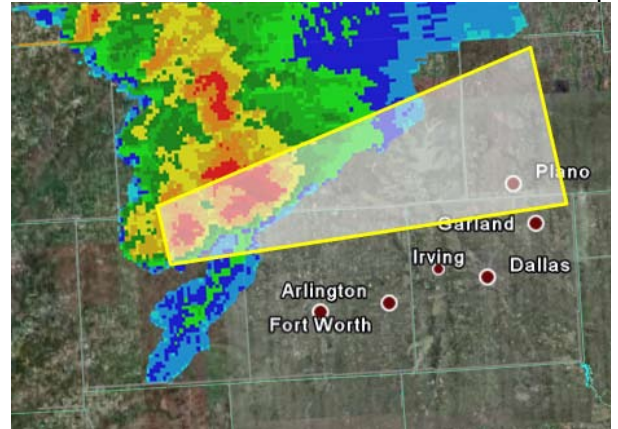 Plano
Garland
Irving
Dallas
Arlington
Fort Worth